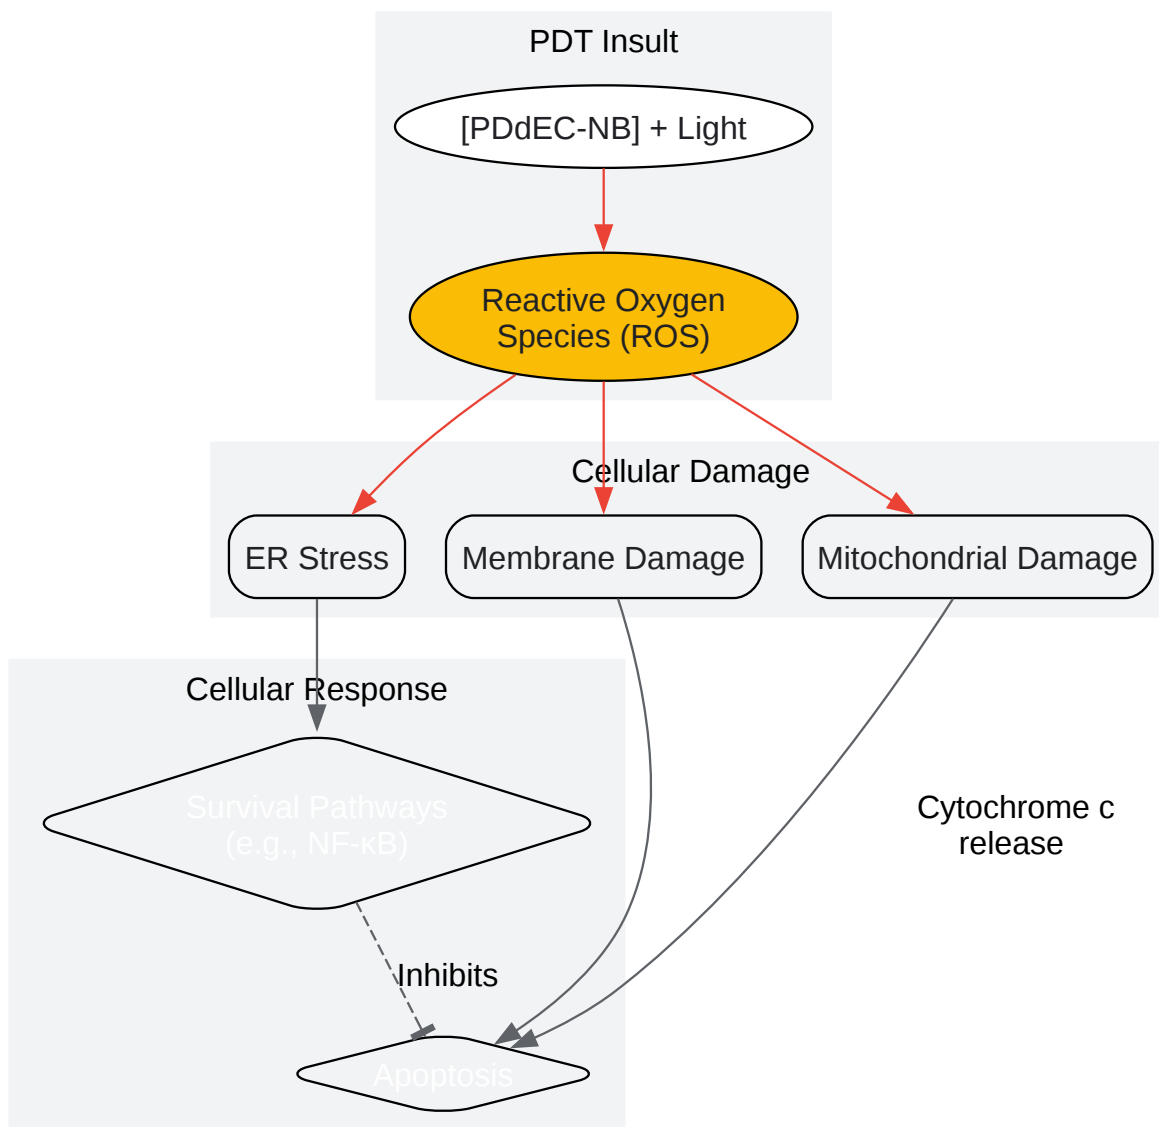 PDT Insult
[PDdEC-NB] + Light
Reactive Oxygen
Species (ROS)
Cellular Damage
ER Stress
Membrane Damage
Mitochondrial Damage
Cellular Response
Survival Pathways
(e.g., NF-κB)
Cytochrome c
release
Inhibits
Apoptosis